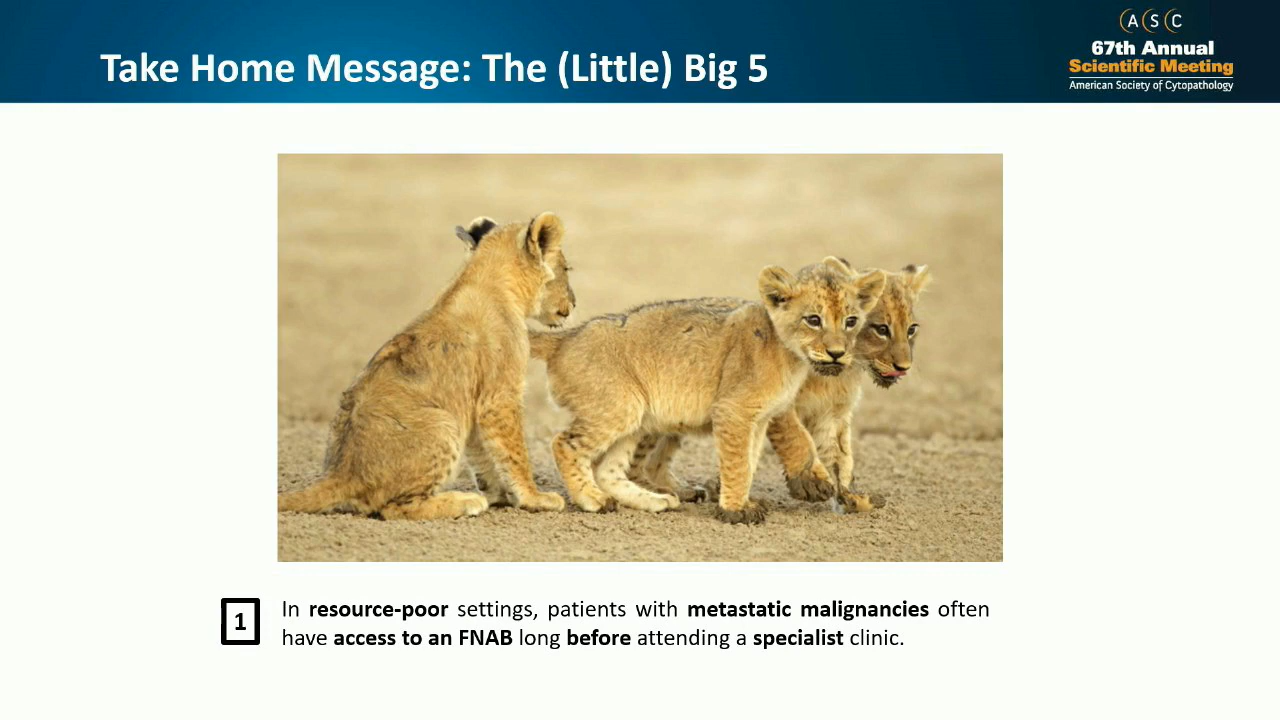 Take Home Message: The (Little) Big 5
(A(S(C
67th Annual
Scientific Meeting
American Society of Cytopathology
1
In resource-poor settings, patients with metastatic malignancies often
have access to an FNAB long before attending a specialist clinic.